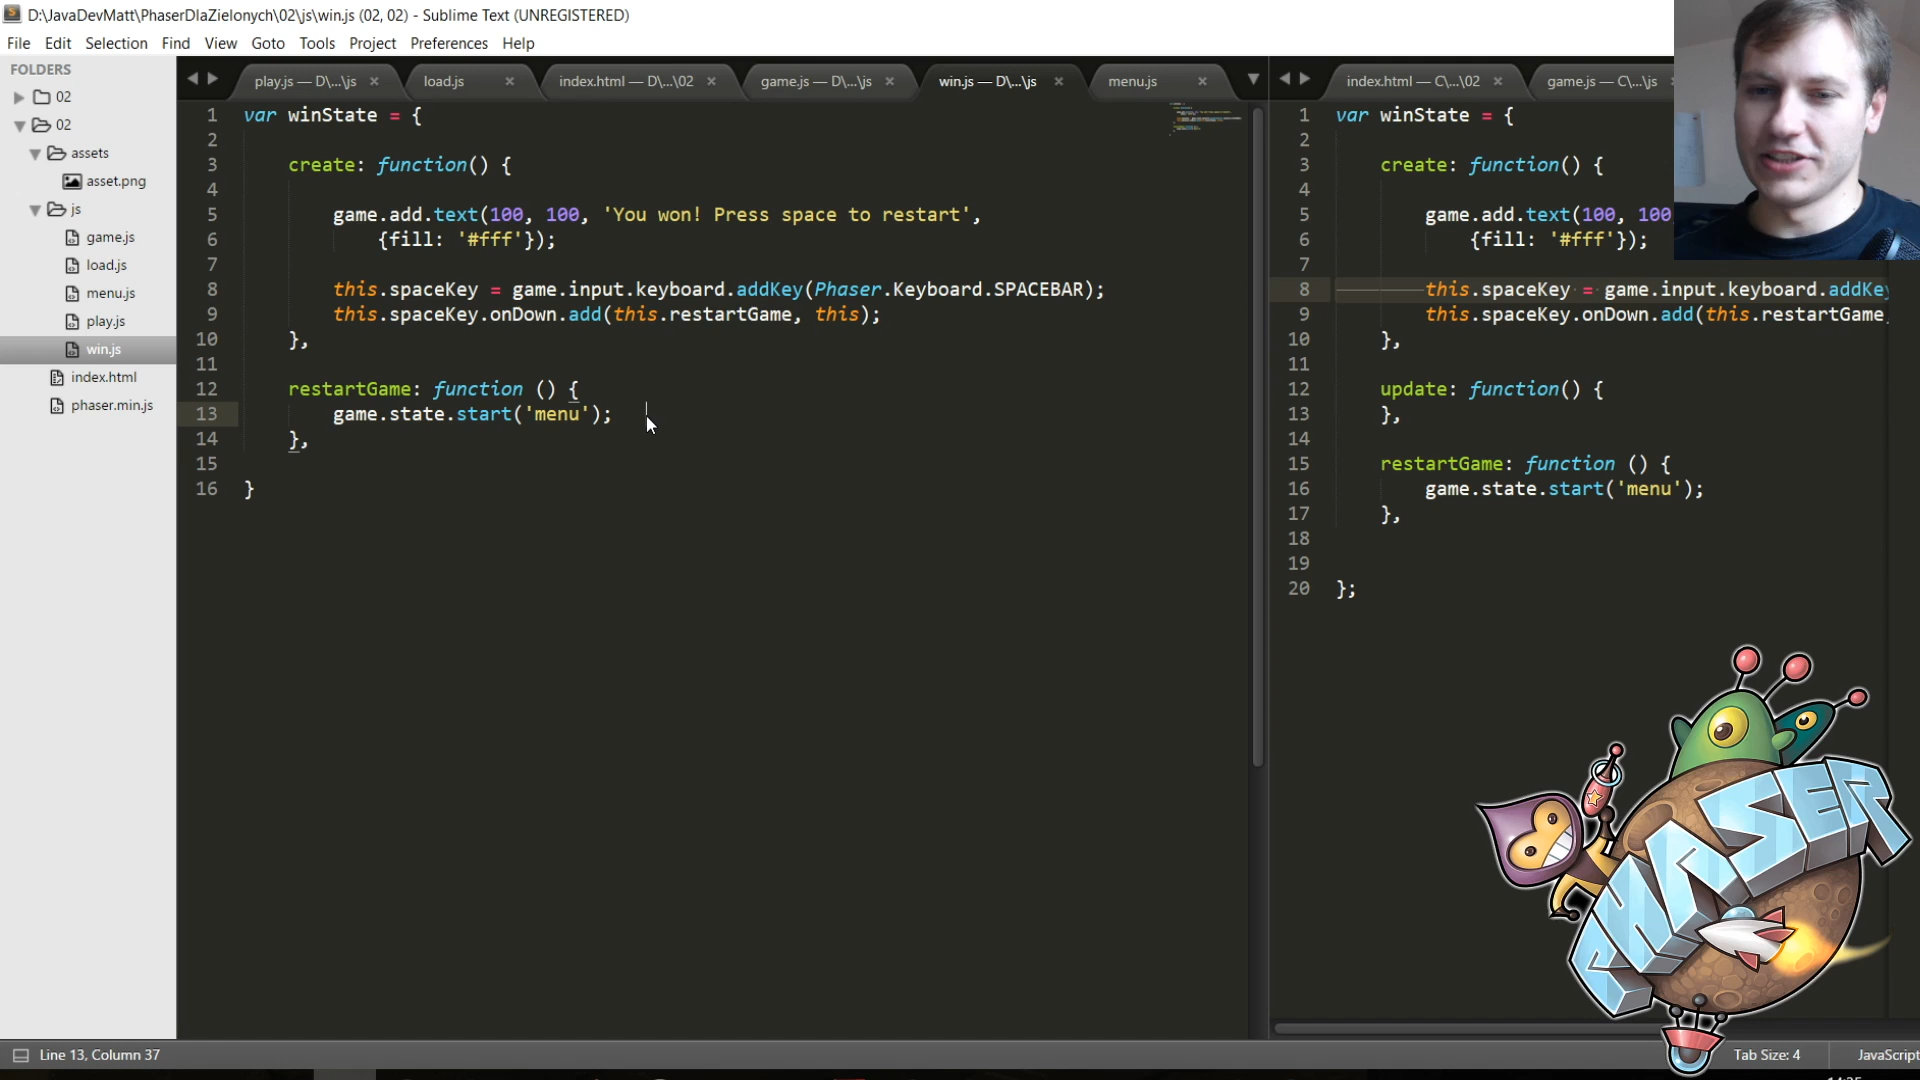 D:\JavaDevMatt\PhaserDlaZielonych\02\js\win.js (02, 02) - Sublime Text (UNREGISTERED)
File Edit Selection Find View Goto Tools Project Preferences Help
FOLDERS
02
02
assets
asset.png
js
game.js
load.js
menu.js
play.js
win.js
index.html
phaser.min.js
play.js — D\...\js
load.js
index.html — D\...\02
game.js — D\...\js
win.js — D\...\js
menu.js
1 var winState = {
2
3 create: function() {
4
5 game.add.text(100, 100, 'You won! Press space to restart',
6 {fill: '#fff'});
7
8 this.spaceKey = game.input.keyboard.addKey(Phaser.Keyboard.SPACEBAR);
9 this.spaceKey.onDown.add(this.restartGame, this);
10 },
11
12 restartGame: function () {
13 game.state.start('menu');
14 },
15
16 }
index.html — C\...\02
game.js — C\...\js
1 var winState = {
2
3 create: function() {
4
5 game.add.text(100, 100
6 {fill: '#fff'});
7
8 this.spaceKey = game.input.keyboard.addKey
9 this.spaceKey.onDown.add(this.restartGame,
10 },
11
12 update: function() {
13 },
14
15 restartGame: function () {
16 game.state.start('menu');
17 },
18
19
20 };
PHASER
Line 13, Column 37
Tab Size: 4
JavaScript